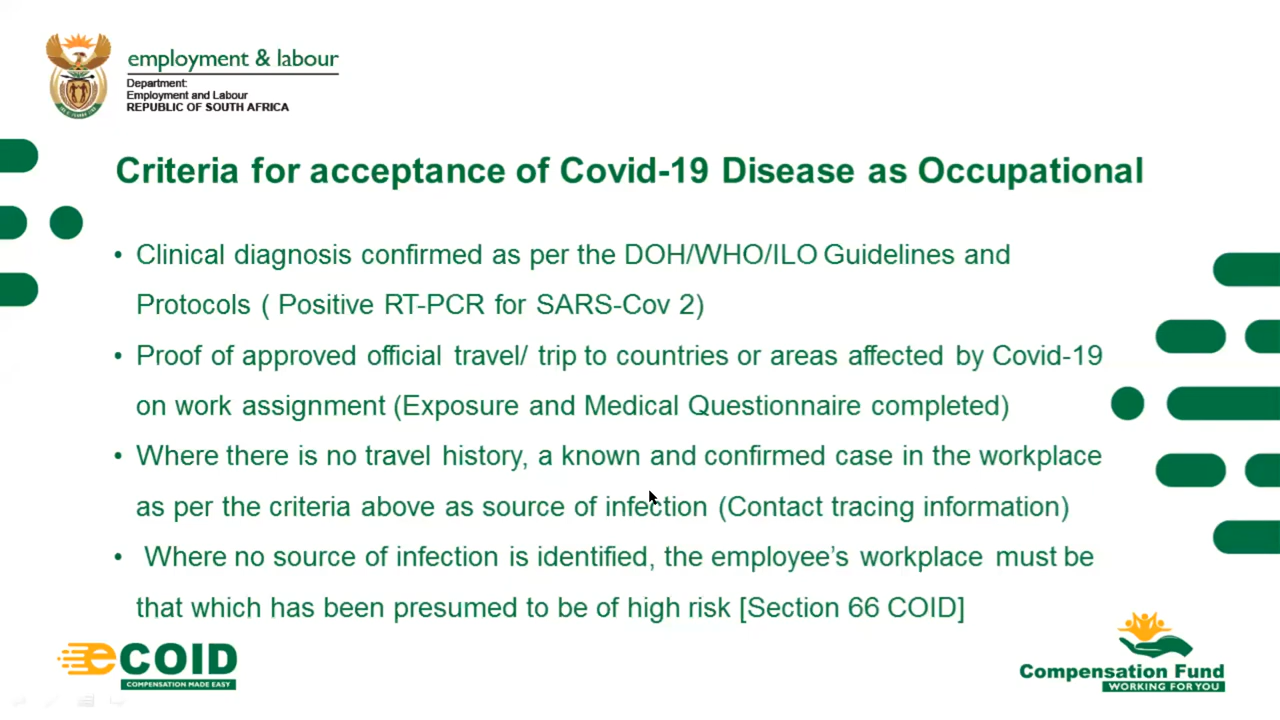 employment & labour
Department:
Employment and Labour
REPUBLIC OF SOUTH AFRICA
Criteria for acceptance of Covid-19 Disease as Occupational
• Clinical diagnosis confirmed as per the DOH/WHO/ILO Guidelines and
Protocols ( Positive RT-PCR for SARS-Cov 2)
• Proof of approved official travel/ trip to countries or areas affected by Covid-19
on work assignment (Exposure and Medical Questionnaire completed)
• Where there is no travel history, a known and confirmed case in the workplace
as per the criteria above as source of infection (Contact tracing information)
• Where no source of infection is identified, the employee’s workplace must be
that which has been presumed to be of high risk [Section 66 COID]
eCOID
COMPENSATION MADE EASY
Compensation Fund
WORKING FOR YOU